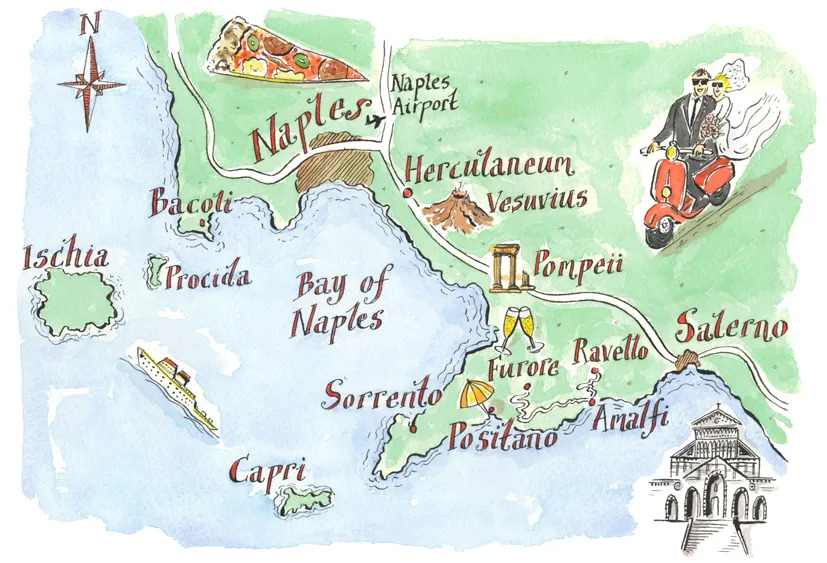 N
Naples
Airport
Naples
Herculaneum
Vesuvius
Bacoli
Ischia
Procida
Bay of
Naples
Pompeii
Salerno
Ravello
Furore
Sorrento
Amalfi
Positano
Capri